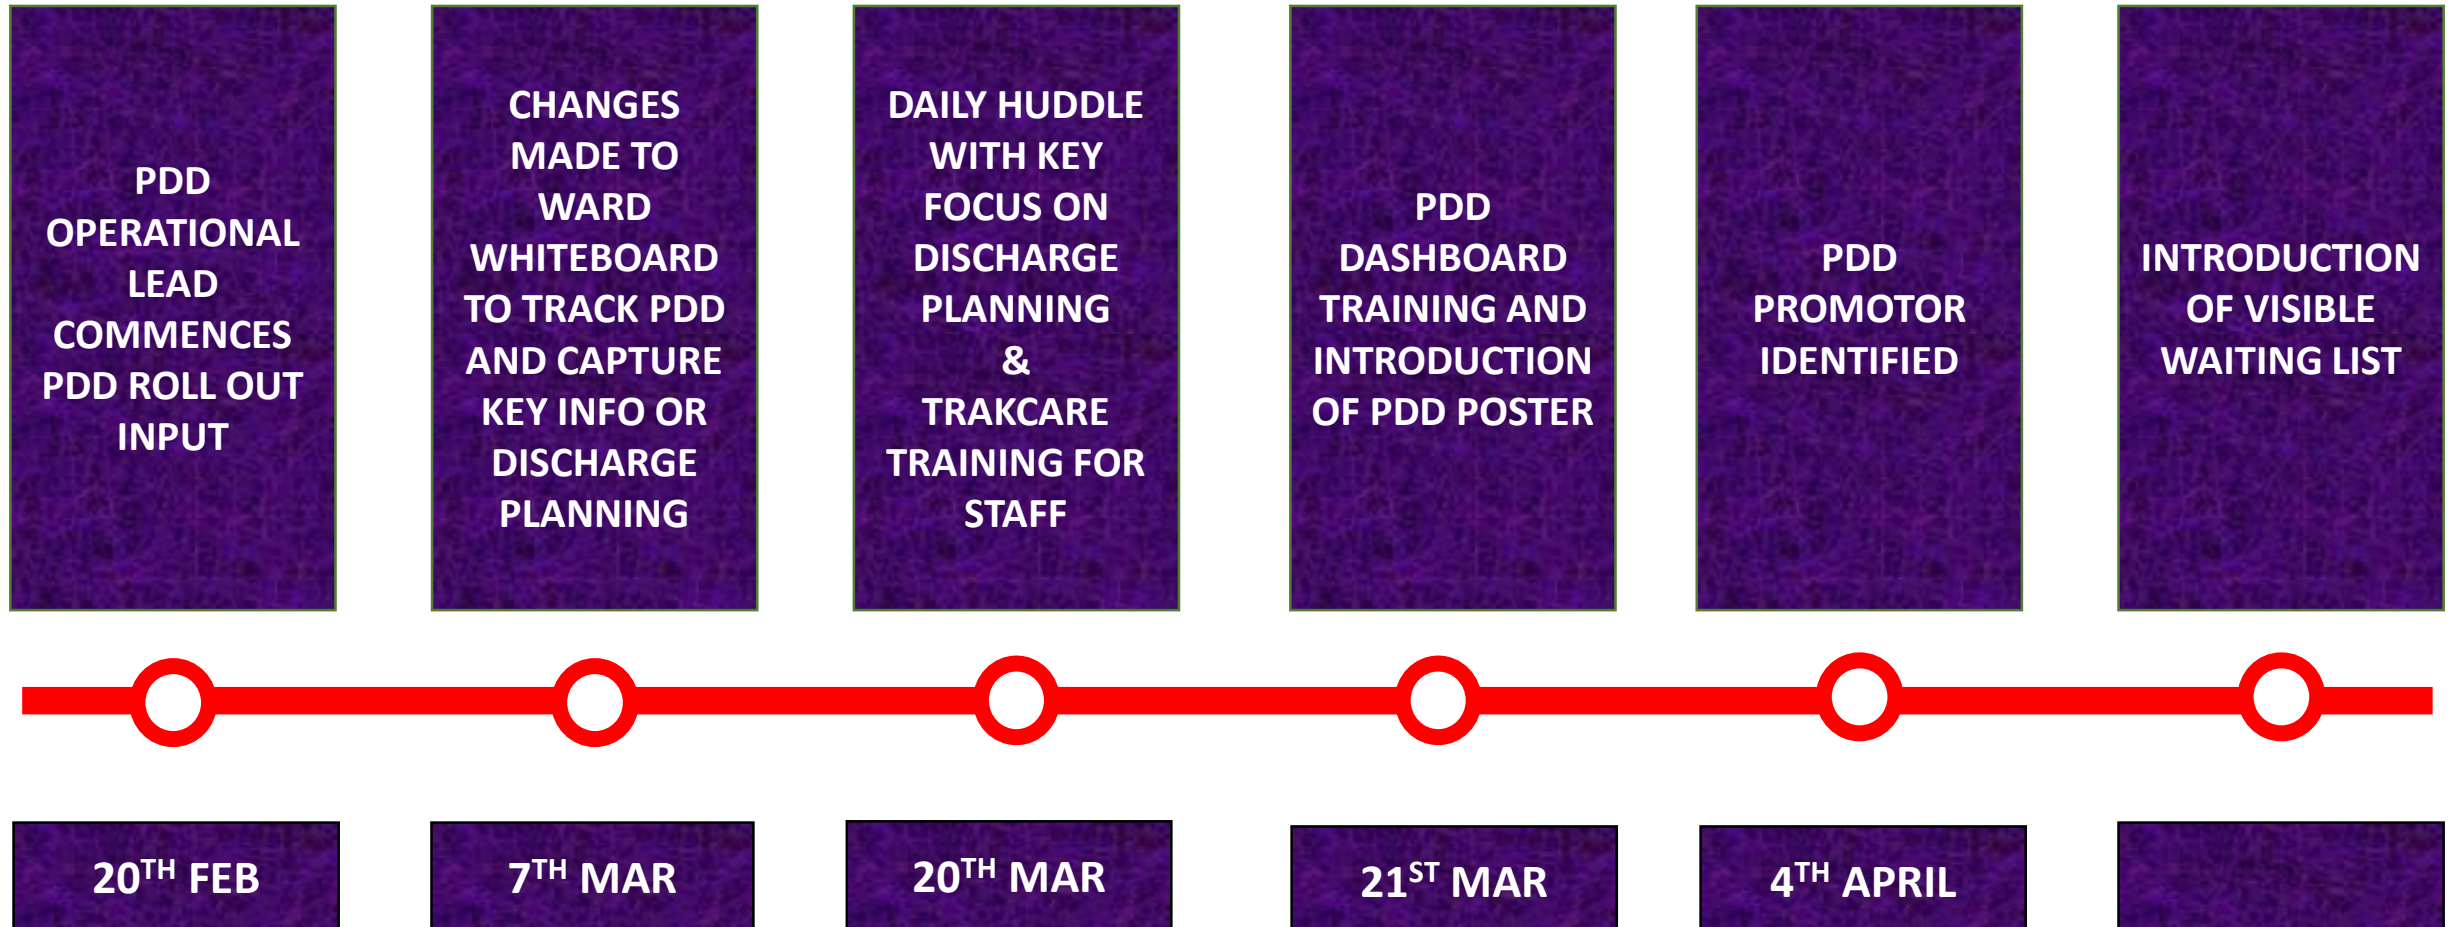 PDD
OPERATIONAL
LEAD
COMMENCES
PDD ROLL OUT
INPUT
CHANGES
MADE TO
WARD
WHITEBOARD
TO TRACK PDD
AND CAPTURE
KEY INFO OR
DISCHARGE
PLANNING
DAILY HUDDLE
WITH KEY
FOCUS ON
DISCHARGE
PLANNING
&
TRAKCARE
TRAINING FOR
STAFF
PDD
DASHBOARD
TRAINING AND
INTRODUCTION
OF PDD POSTER
PDD
PROMOTOR
IDENTIFIED
INTRODUCTION
OF VISIBLE
WAITING LIST
20TH FEB
7TH MAR
20TH MAR
21ST MAR
4TH APRIL